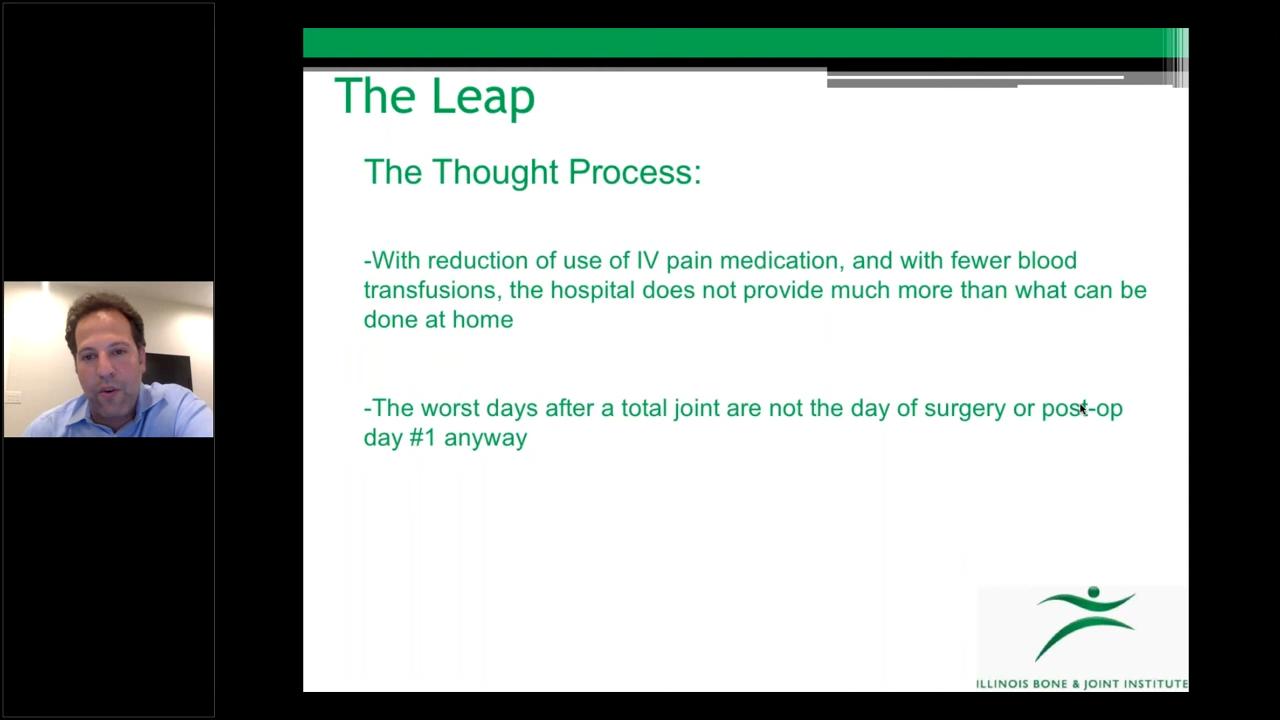 The Leap
The Thought Process:
-With reduction of use of IV pain medication, and with fewer blood
transfusions, the hospital does not provide much more than what can be
done at home
-The worst days after a total joint are not the day of surgery or post-op
day #1 anyway
ILLINOIS BONE & JOINT INSTITUTE